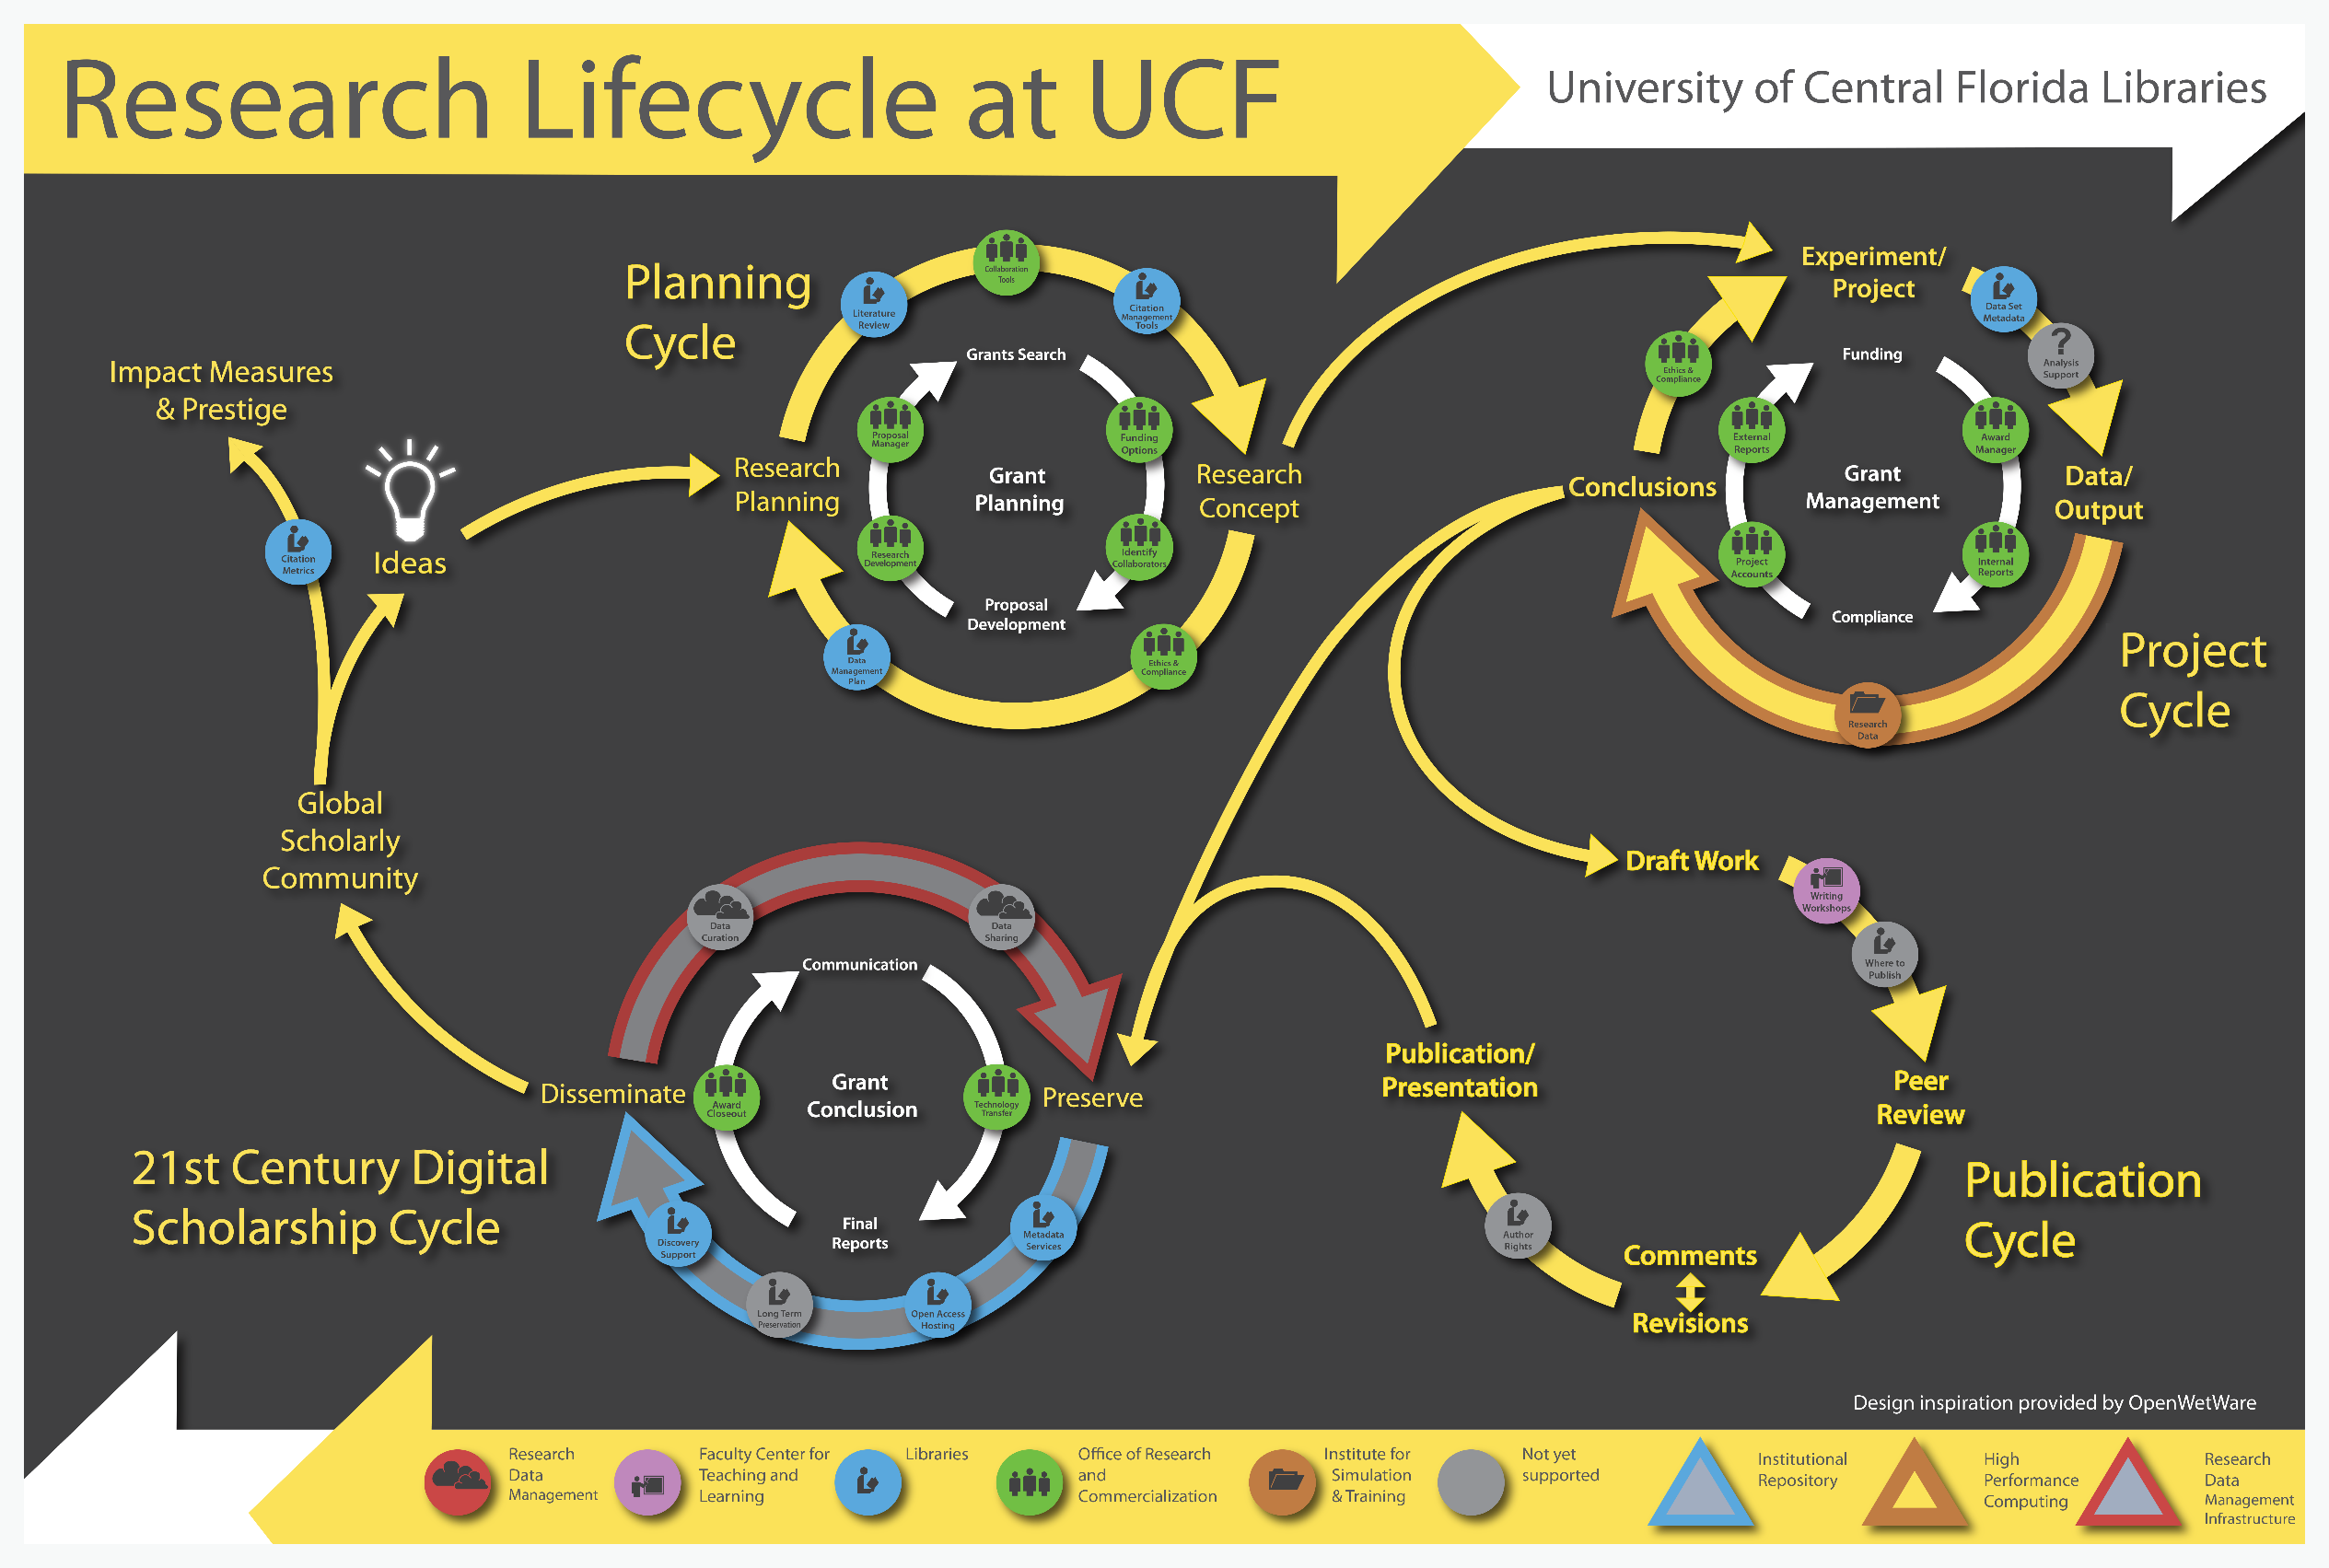 Research Lifecycle at UCF
University of Central Florida Libraries
Planning
Cycle
Collaboration
Tools
Literature
Review
Citation
Management
Tools
Grants Search
Proposal
Manager
Funding
Options
Research
Planning
Grant
Planning
Research
Concept
Research
Development
Identify
Collaborators
Proposal
Development
Data
Management
Plan
Ethics &
Compliance
Impact Measures
& Prestige
Citation
Metrics
Ideas
Global
Scholarly
Community
Experiment/
Project
Data Set
Metadata
?
Analysis
Support
Ethics &
Compliance
Funding
External
Reports
Award
Manager
Conclusions
Grant
Management
Data/
Output
Project
Accounts
Internal
Reports
Compliance
Research
Data
Project
Cycle
Draft Work
Writing
Workshops
Where to
Publish
Peer
Review
Publication/
Presentation
Author
Rights
Comments
Revisions
Publication
Cycle
Data
Curation
Data
Sharing
Communication
Disseminate
Award
Closeout
Grant
Conclusion
Technology
Transfer
Preserve
Final
Reports
Discovery
Support
Metadata
Services
Long Term
Preservation
Open Access
Hosting
21st Century Digital
Scholarship Cycle
Design inspiration provided by OpenWetWare
Research
Data
Management
Faculty Center for
Teaching and
Learning
Libraries
Office of Research
and
Commercialization
Institute for
Simulation
& Training
Not yet
supported
Institutional
Repository
High
Performance
Computing
Research
Data
Management
Infrastructure